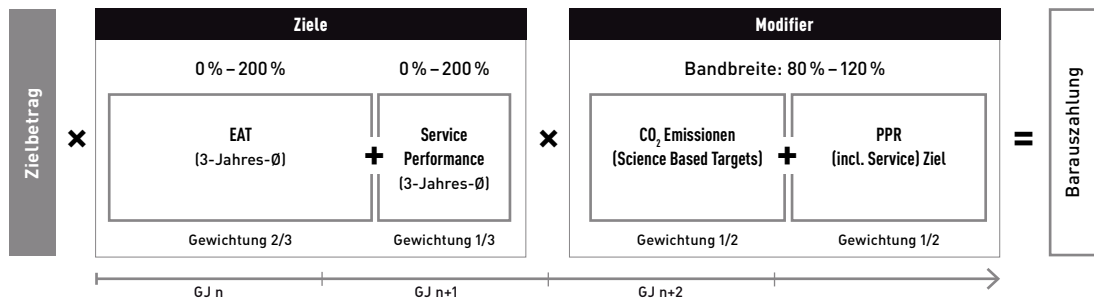 Zielbetrag
×
Ziele
0 % – 200 %
0 % – 200 %
EAT
(3-Jahres-Ø)
+
Service
Performance
(3-Jahres-Ø)
Gewichtung 2/3
Gewichtung 1/3
×
Modifier
Bandbreite: 80 % – 120 %
CO₂ Emissionen
(Science Based Targets)
+
PPR
(incl. Service) Ziel
Gewichtung 1/2
Gewichtung 1/2
=
Barauszahlung
GJ n
GJ n+1
GJ n+2